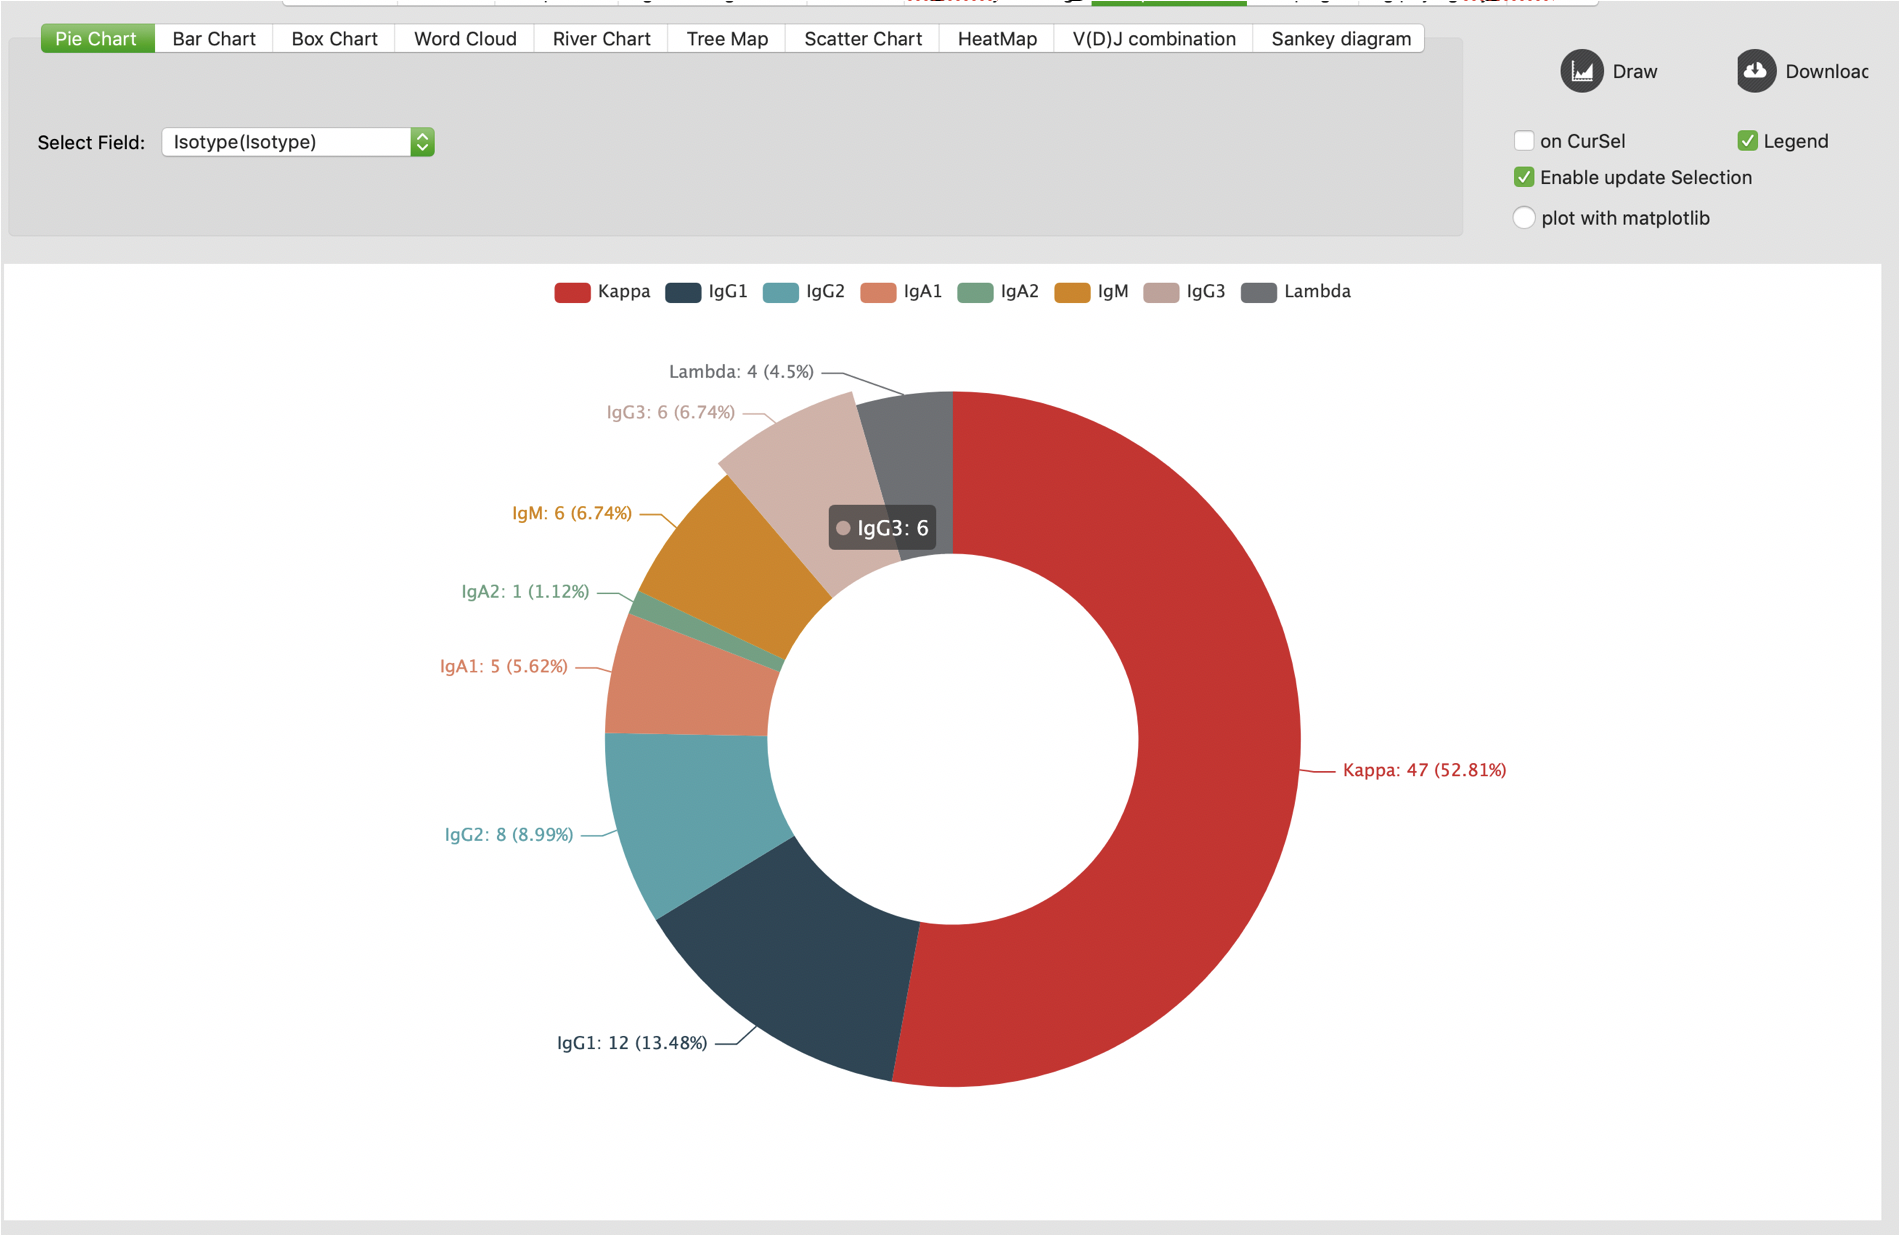 Pie Chart Bar Chart Box Chart Word Cloud River Chart Tree Map Scatter Chart HeatMap V(D)J combination Sankey diagram
Draw Downloac
Select Field: Isotype(Isotype)
on CurSel Legend
Enable update Selection
plot with matplotlib
Kappa IgG1 IgG2 IgA1 IgA2 IgM IgG3 Lambda
Lambda: 4 (4.5%)
IgG3: 6 (6.74%)
IgM: 6 (6.74%)
IgG3: 6
IgA2: 1 (1.12%)
IgA1: 5 (5.62%)
Kappa: 47 (52.81%)
IgG2: 8 (8.99%)
IgG1: 12 (13.48%)